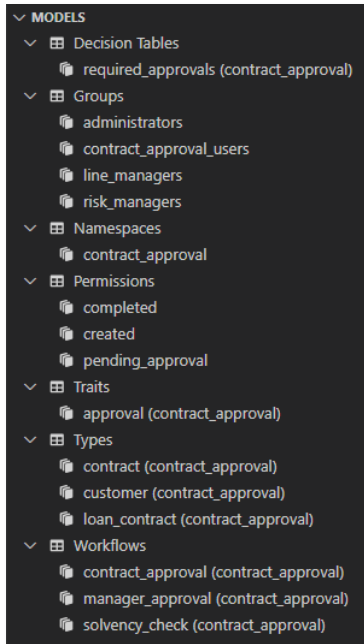 MODELS
Decision Tables
required_approvals (contract_approval)
Groups
administrators
contract_approval_users
line_managers
risk_managers
Namespaces
contract_approval
Permissions
completed
created
pending_approval
Traits
approval (contract_approval)
Types
contract (contract_approval)
customer (contract_approval)
loan_contract (contract_approval)
Workflows
contract_approval (contract_approval)
manager_approval (contract_approval)
solvency_check (contract_approval)